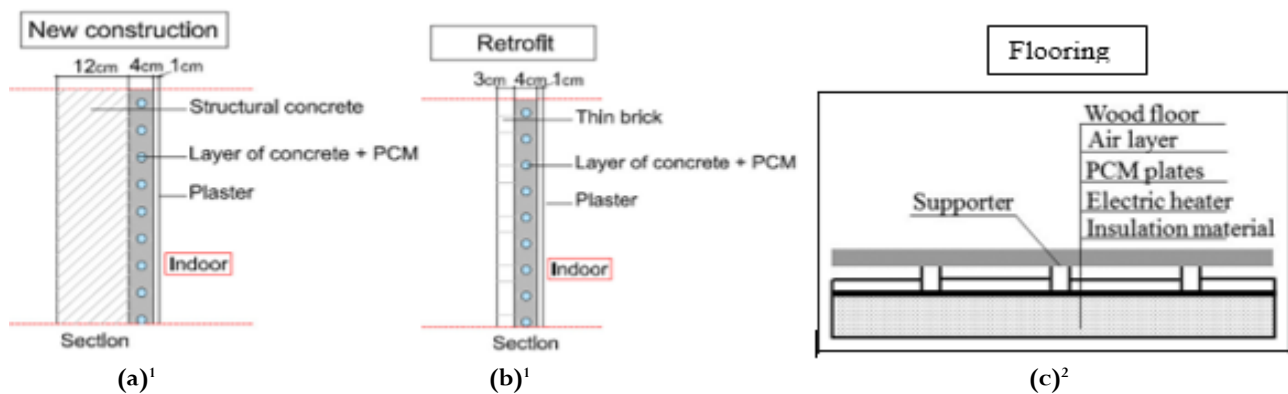 New construction
12cm 4cm 1cm
Structural concrete
Layer of concrete + PCM
Plaster
Indoor
Section
(a)¹
Retrofit
3cm 4cm 1cm
Thin brick
Layer of concrete + PCM
Plaster
Indoor
Section
(b)¹
Flooring
Wood floor
Air layer
PCM plates
Electric heater
Insulation material
Supporter
(c)²